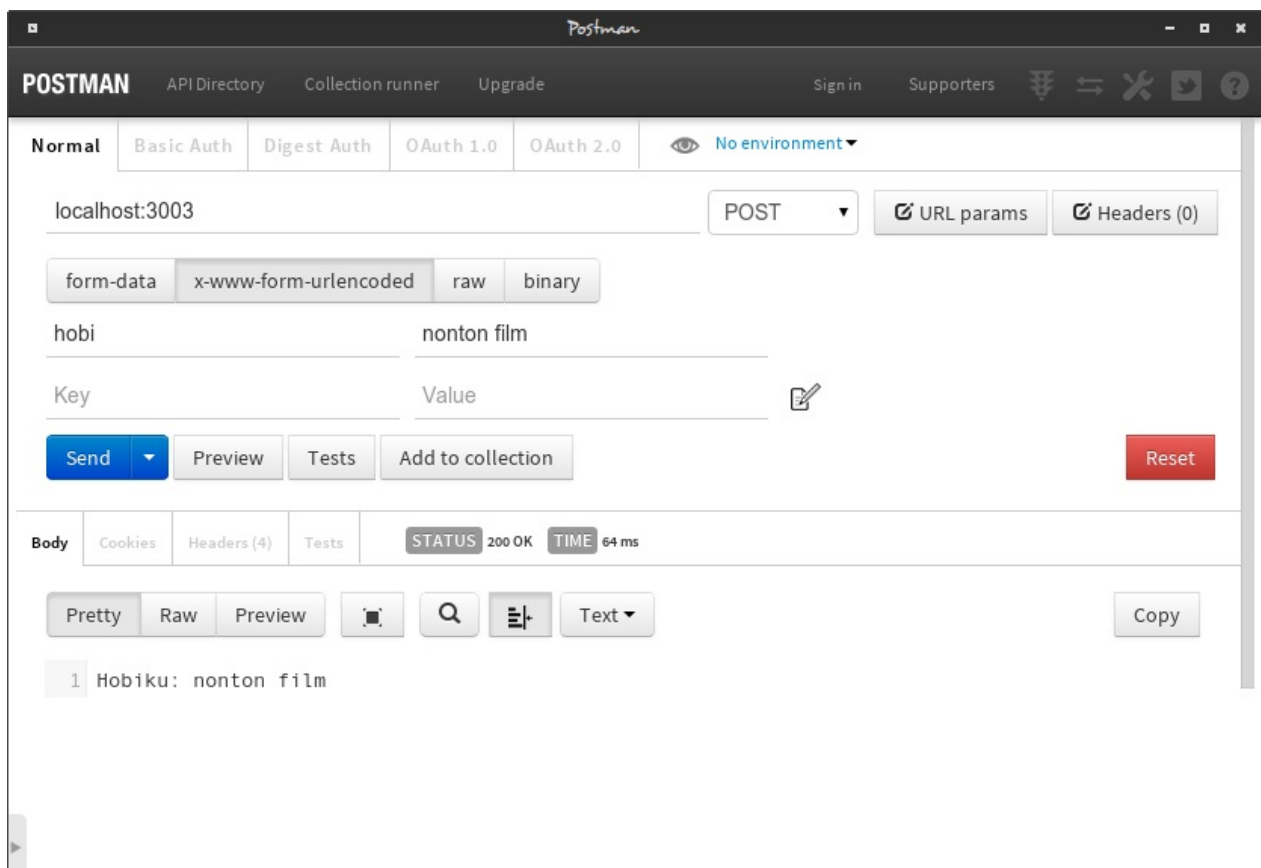 Postman
POSTMAN API Directory Collection runner Upgrade Sign in Supporters
Normal Basic Auth Digest Auth OAuth 1.0 OAuth 2.0 No environment
localhost:3003 POST URL params Headers (0)
form-data x-www-form-urlencoded raw binary
hobi nonton film
Key Value
Send Preview Tests Add to collection Reset
Body Cookies Headers (4) Tests STATUS 200 OK TIME 64 ms
Pretty Raw Preview Text Copy
1 Hobiku: nonton film